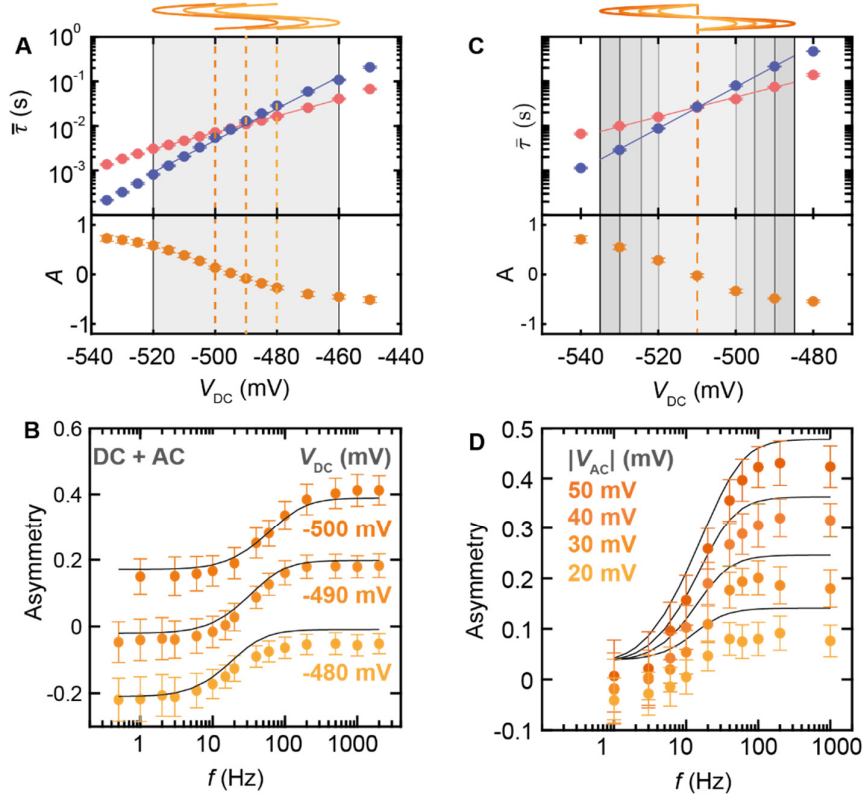 A
10⁰
10⁻¹
10⁻²
10⁻³
τ̄ (s)
1
0
-1
A
-540 -520 -500 -480 -460 -440
V_DC (mV)
C
τ̄ (s)
1
0
-1
A
-540 -520 -500 -480
V_DC (mV)
B
DC + AC V_DC (mV)
0.6
0.4
0.2
0
-0.2
Asymmetry
-500 mV
-490 mV
-480 mV
1 10 100 1000
f (Hz)
D
|V_AC| (mV)
50 mV
40 mV
30 mV
20 mV
0.5
0.4
0.3
0.2
0.1
0
-0.1
Asymmetry
1 10 100 1000
f (Hz)